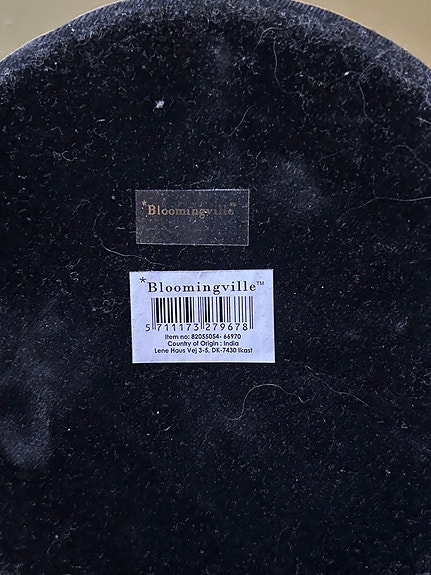 *Bloomingville™
*Bloomingville™
5 711173 279678
Item no: 82055054- 66970
Country of Origin : India
Lene Haus Vej 3-5, DK-7430 Ikast